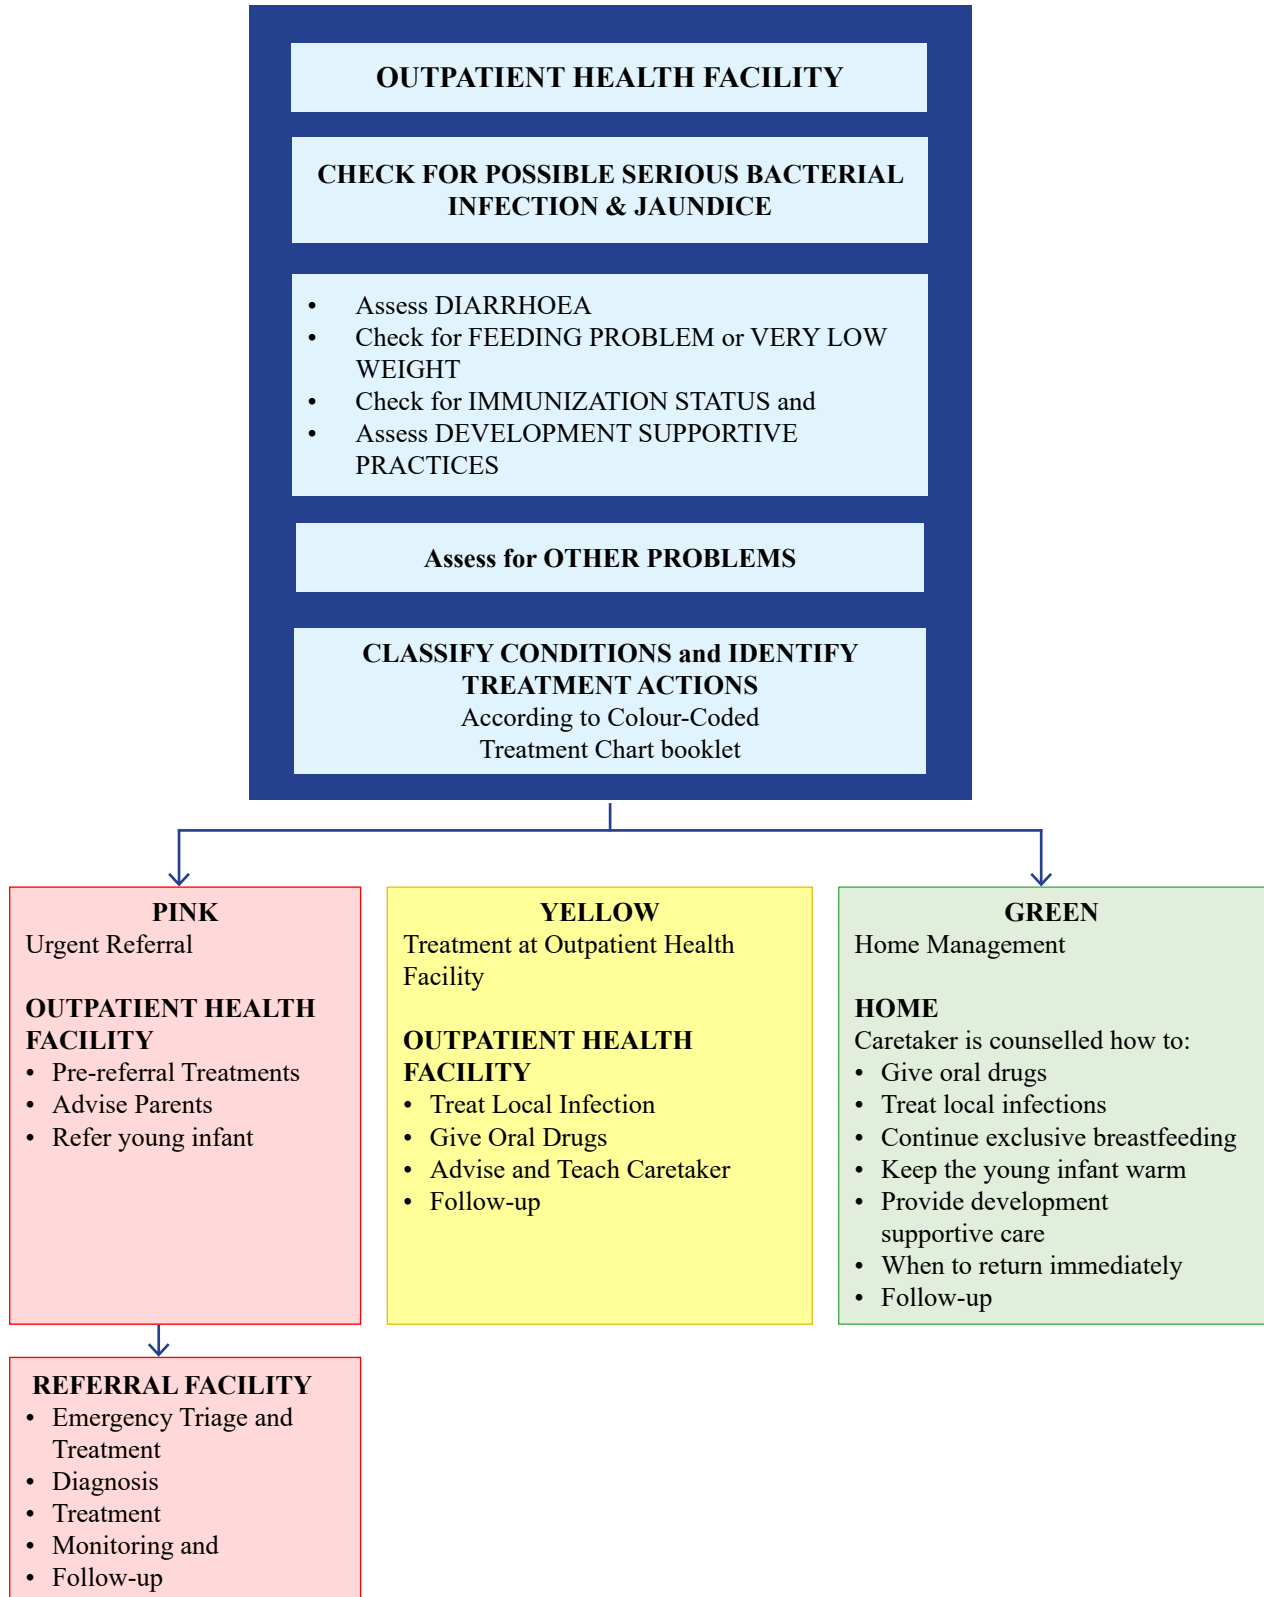 OUTPATIENT HEALTH FACILITY
CHECK FOR POSSIBLE SERIOUS BACTERIAL
INFECTION & JAUNDICE
• Assess DIARRHOEA
• Check for FEEDING PROBLEM or VERY LOW
WEIGHT
• Check for IMMUNIZATION STATUS and
• Assess DEVELOPMENT SUPPORTIVE
PRACTICES
Assess for OTHER PROBLEMS
CLASSIFY CONDITIONS and IDENTIFY
TREATMENT ACTIONS
According to Colour-Coded
Treatment Chart booklet
PINK
Urgent Referral
OUTPATIENT HEALTH
FACILITY
• Pre-referral Treatments
• Advise Parents
• Refer young infant
YELLOW
Treatment at Outpatient Health
Facility
OUTPATIENT HEALTH
FACILITY
• Treat Local Infection
• Give Oral Drugs
• Advise and Teach Caretaker
• Follow-up
GREEN
Home Management
HOME
Caretaker is counselled how to:
• Give oral drugs
• Treat local infections
• Continue exclusive breastfeeding
• Keep the young infant warm
• Provide development
supportive care
• When to return immediately
• Follow-up
REFERRAL FACILITY
• Emergency Triage and
Treatment
• Diagnosis
• Treatment
• Monitoring and
• Follow-up